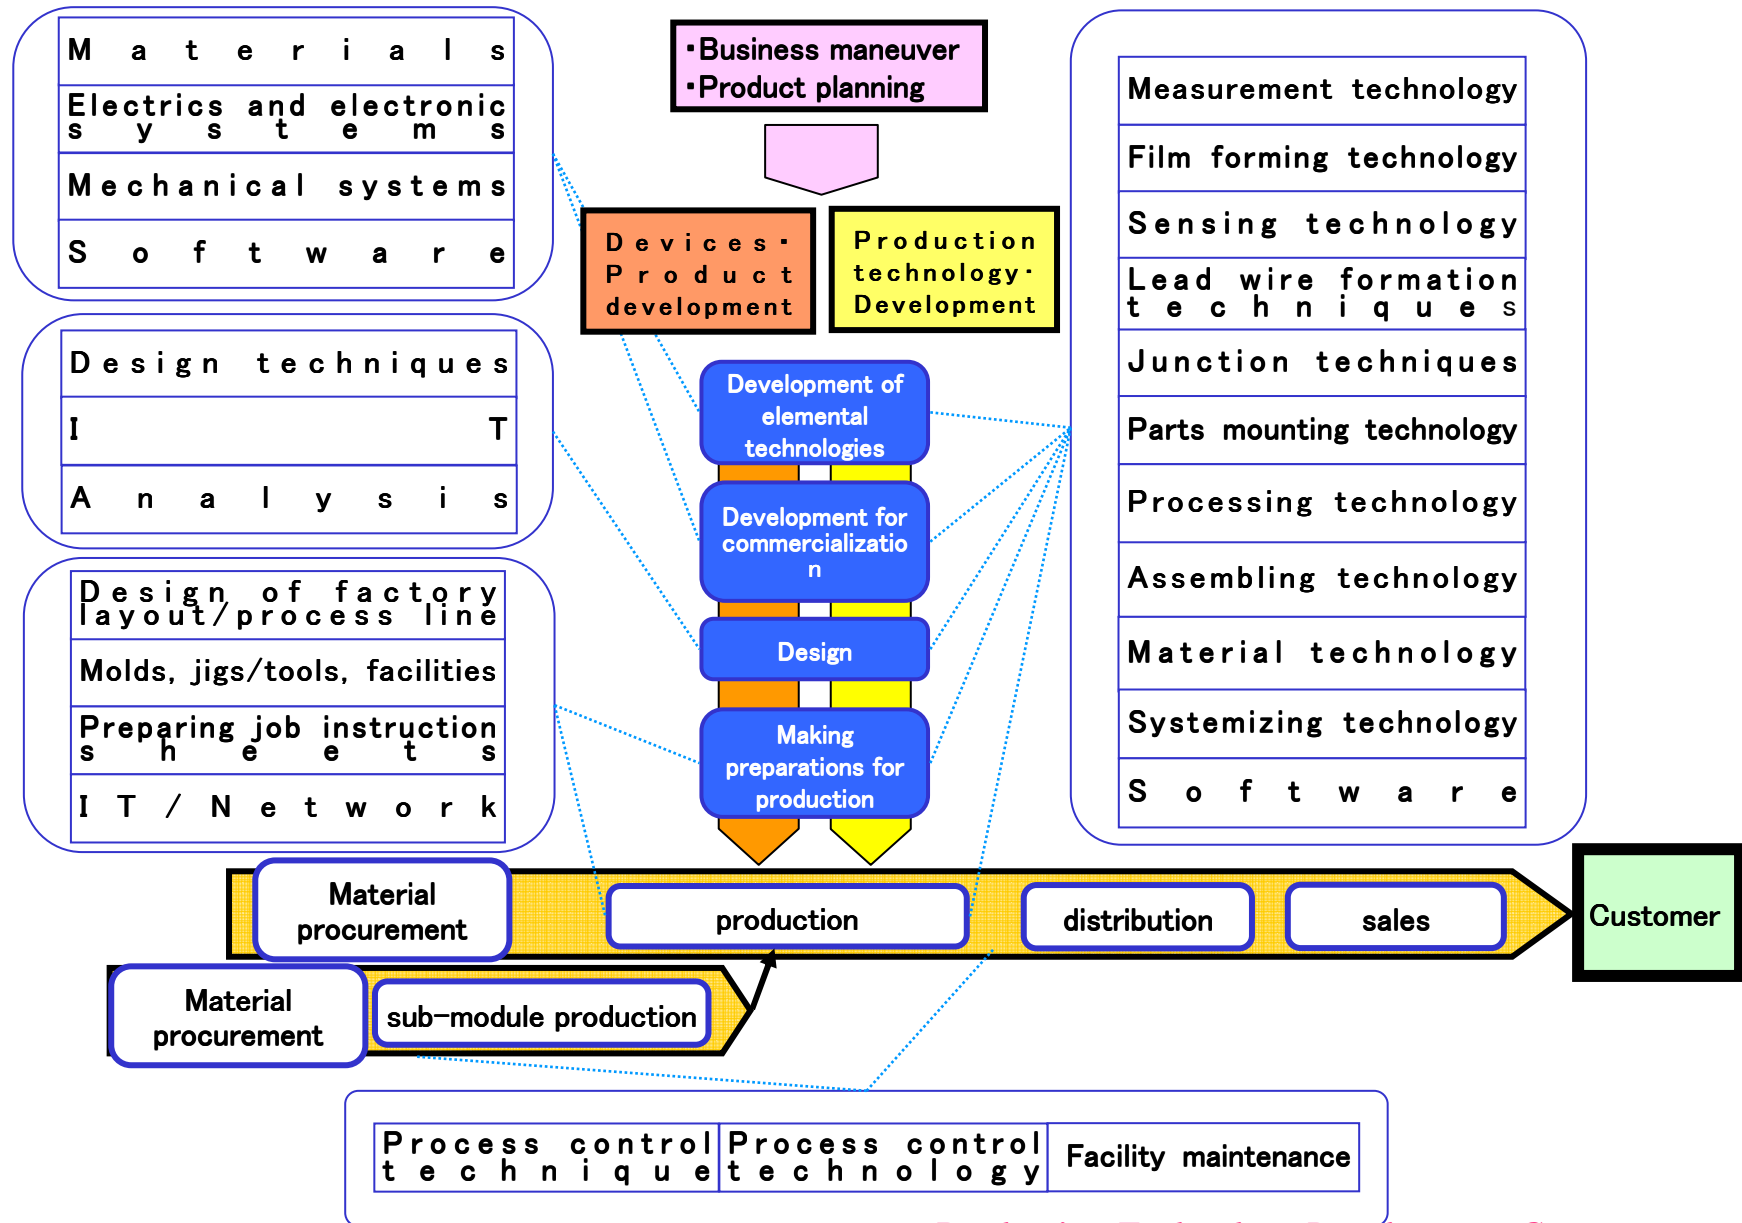 Materials
Electrics and electronic
systems
Mechanical systems
Software
Design techniques
IT
Analysis
Design of factory
layout/process line
Molds, jigs/tools, facilities
Preparing job instruction
sheets
IT/Network
・Business maneuver
・Product planning
Devices・
Product
development
Production
technology・
Development
Development of
elemental
technologies
Development for
commercializatio
n
Design
Making
preparations for
production
Measurement technology
Film forming technology
Sensing technology
Lead wire formation
techniques
Junction techniques
Parts mounting technology
Processing technology
Assembling technology
Material technology
Systemizing technology
Software
Material
procurement
production
distribution
sales
Customer
Material
procurement
sub-module production
Process control
technique
Process control
technology
Facility maintenance